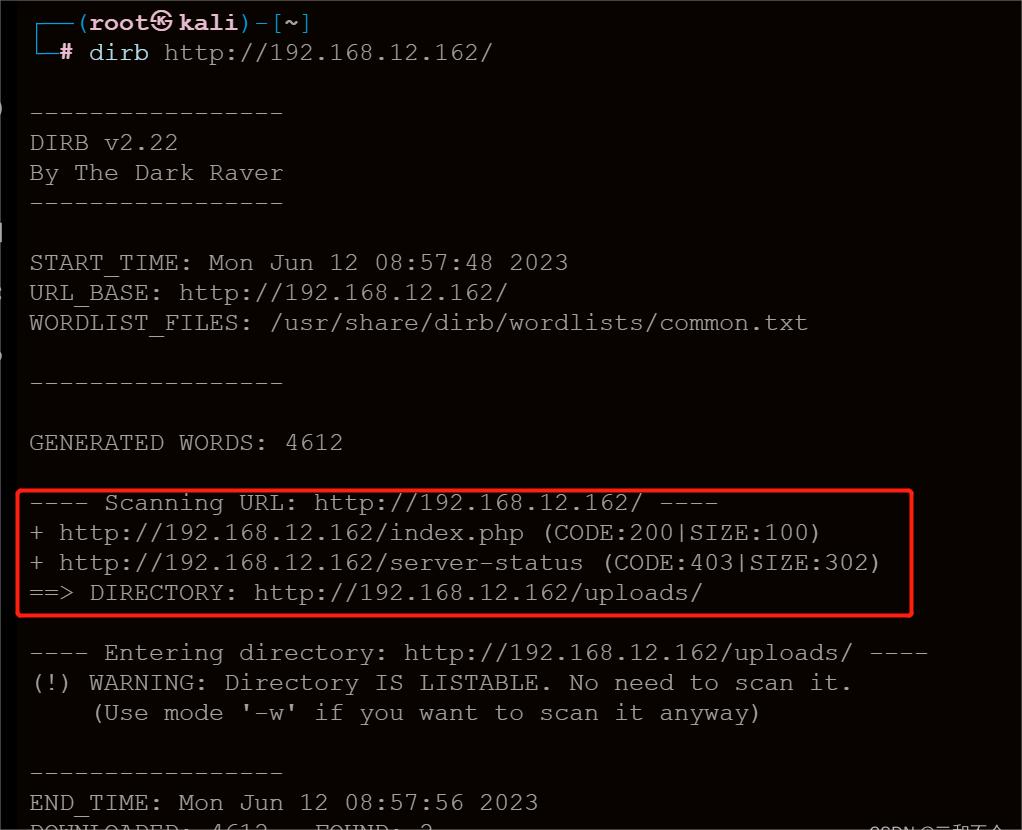 (root㉿kali)-[~]
# dirb http://192.168.12.162/
-----------------
DIRB v2.22
By The Dark Raver
-----------------
START_TIME: Mon Jun 12 08:57:48 2023
URL_BASE: http://192.168.12.162/
WORDLIST_FILES: /usr/share/dirb/wordlists/common.txt
-----------------
GENERATED WORDS: 4612
---- Scanning URL: http://192.168.12.162/ ----
+ http://192.168.12.162/index.php (CODE:200|SIZE:100)
+ http://192.168.12.162/server-status (CODE:403|SIZE:302)
==> DIRECTORY: http://192.168.12.162/uploads/
---- Entering directory: http://192.168.12.162/uploads/ ----
(!) WARNING: Directory IS LISTABLE. No need to scan it.
(Use mode '-w' if you want to scan it anyway)
-----------------
END_TIME: Mon Jun 12 08:57:56 2023
DOWNLOADED: 4612 - FOUND: 2